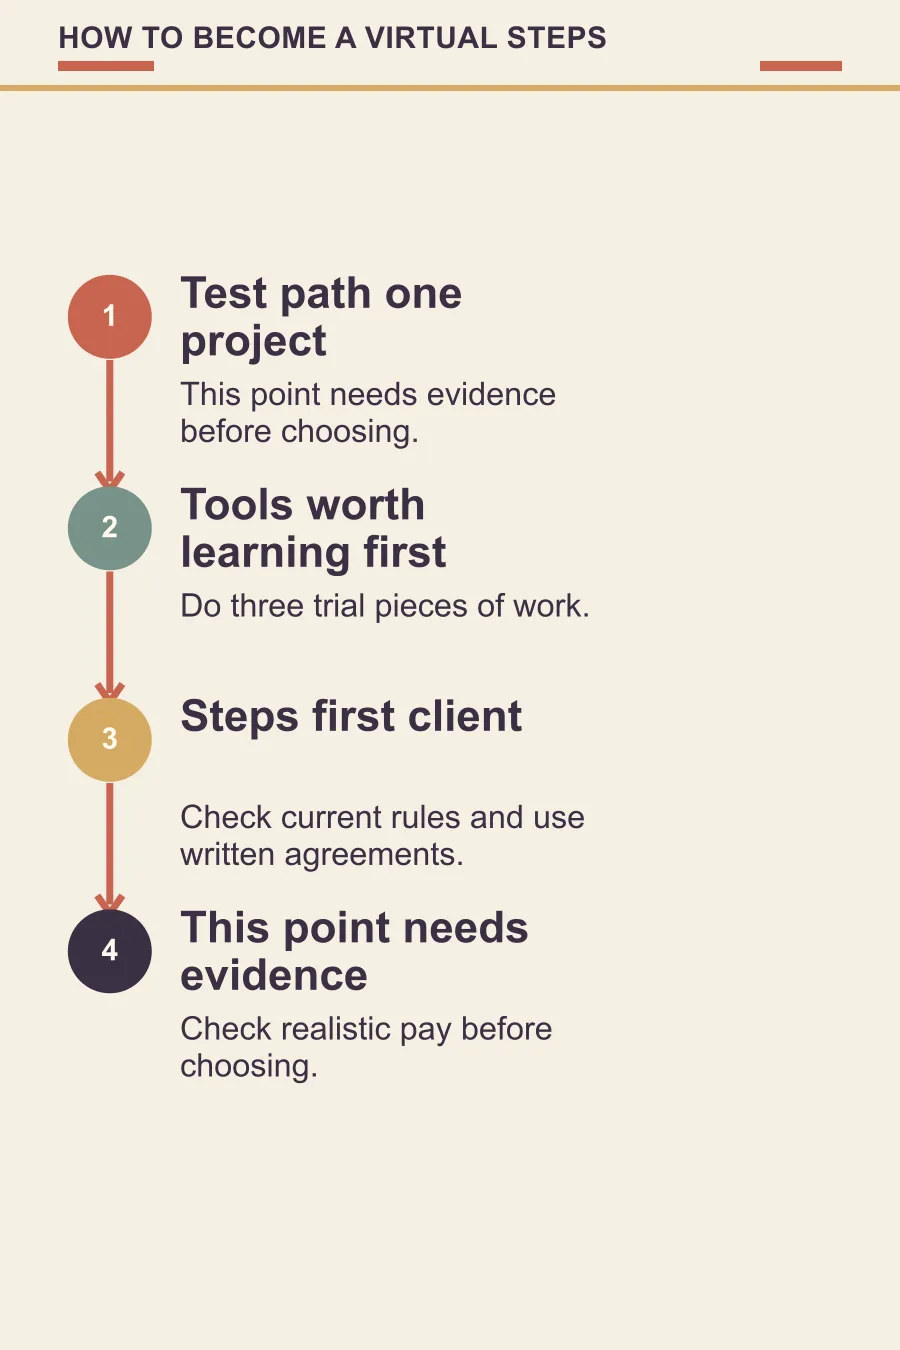 HOW TO BECOME A VIRTUAL STEPS
1
Test path one
project
This point needs evidence
before choosing.
2
Tools worth
learning first
Do three trial pieces of work.
3
Steps first client
Check current rules and use
written agreements.
4
This point needs
evidence
Check realistic pay before
choosing.